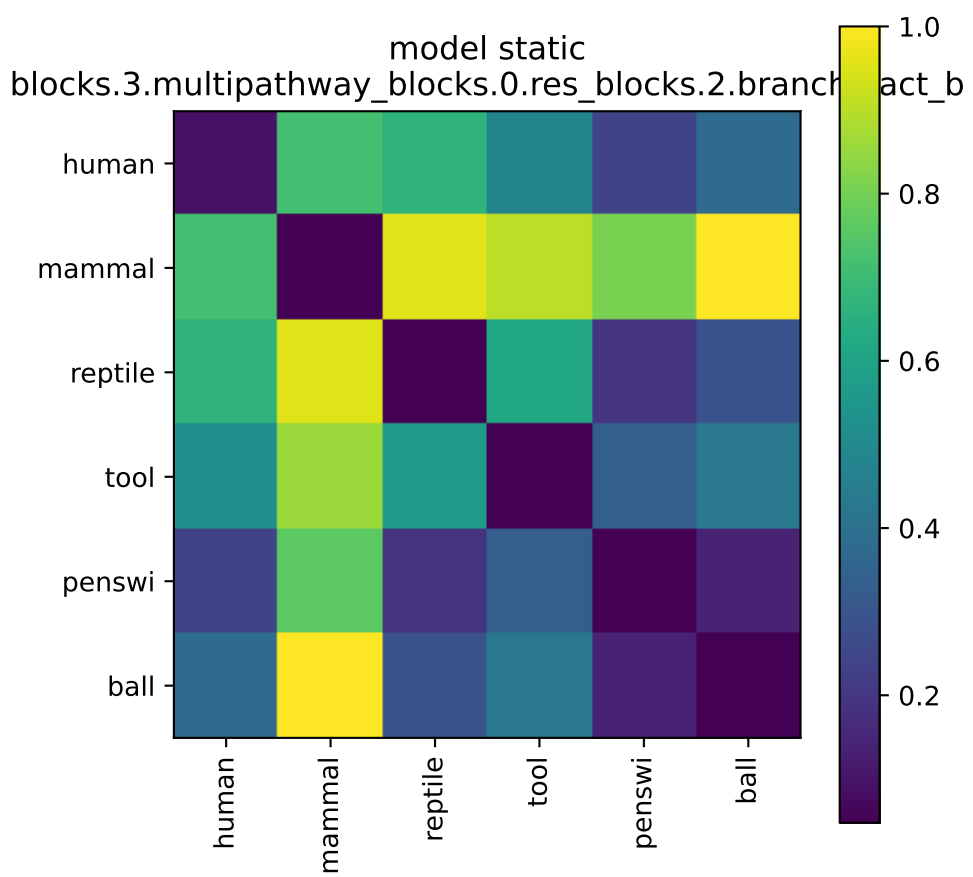 model static
blocks.3.multipathway_blocks.0.res_blocks.2.branch act_b
1.0
human
0.8
mammal
reptile
0.6
tool
0.4
penswi
0.2
ball
human
mammal
reptile
tool
penswi
ball